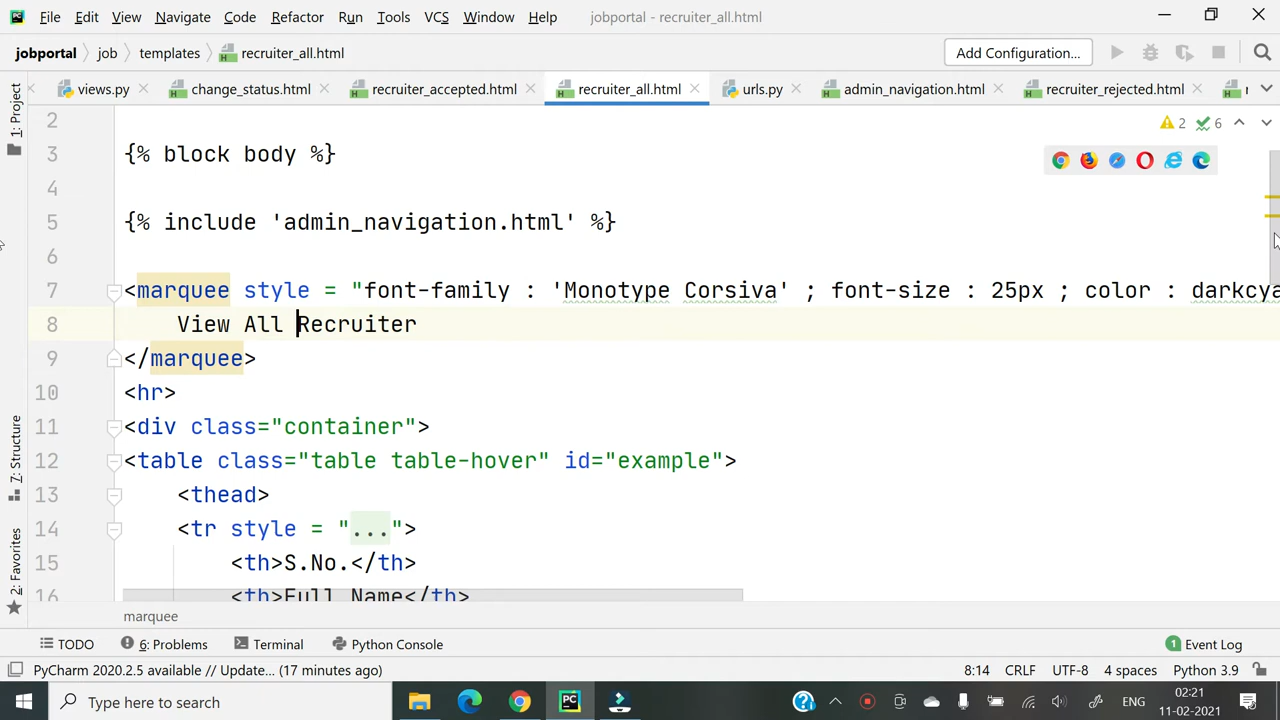 File Edit View Navigate Code Refactor Run Tools VCS Window Help jobportal - recruiter_all.html
jobportal job templates recruiter_all.html Add Configuration...
views.py change_status.html recruiter_accepted.html recruiter_all.html urls.py admin_navigation.html recruiter_rejected.html
1: Project
7: Structure
2: Favorites
2 6
2
3 {% block body %}
4
5 {% include 'admin_navigation.html' %}
6
7 <marquee style = "font-family : 'Monotype Corsiva' ; font-size : 25px ; color : darkcya
8 View All Recruiter
9 </marquee>
10 <hr>
11 <div class="container">
12 <table class="table table-hover" id="example">
13 <thead>
14 <tr style = "...">
15 <th>S.No.</th>
16 <th>Full Name</th>
marquee
TODO 6: Problems Terminal Python Console 1 Event Log
PyCharm 2020.2.5 available // Update... (17 minutes ago) 8:14 CRLF UTF-8 4 spaces Python 3.9
Type here to search
02:21
11-02-2021